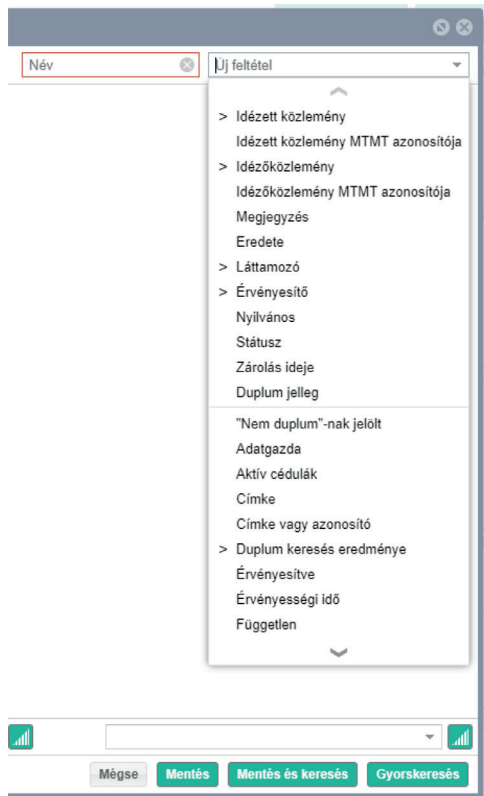 Név
Új feltétel
> Idézett közlemény
Idézett közlemény MTMT azonosítója
> Idézőközlemény
Idézőközlemény MTMT azonosítója
Megjegyzés
Eredete
> Láttamozó
> Érvényesítő
Nyilvános
Státusz
Zárolás ideje
Duplum jelleg
"Nem duplum"-nak jelölt
Adatgazda
Aktív cédulák
Címke
Címke vagy azonosító
> Duplum keresés eredménye
Érvényesítve
Érvényességi idő
Független
Mégse Mentés Mentés és keresés Gyorskeresés